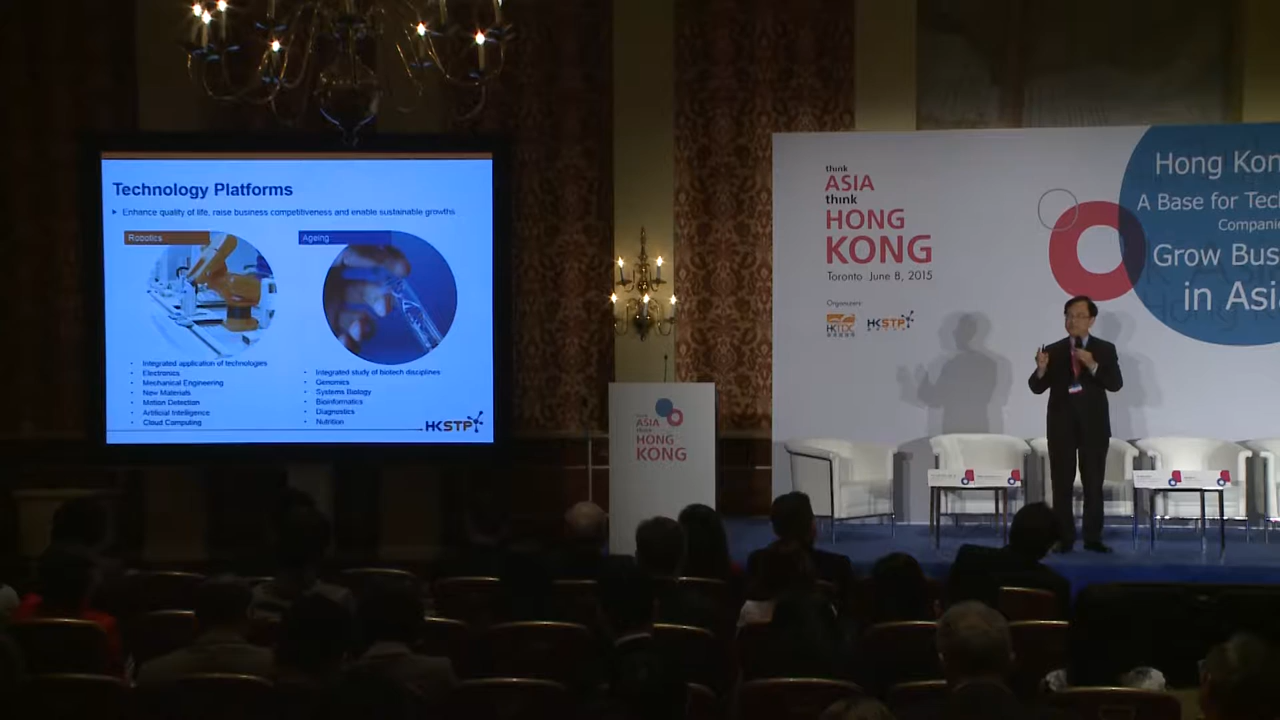 Technology Platforms
Enhance quality of life, raise business competitiveness and enable sustainable growths
Robotics
Integrated application of technologies
Electronics
Mechanical Engineering
New Materials
Motion Detection
Artificial Intelligence
Cloud Computing
Ageing
Integrated study of biotech disciplines
Genomics
Systems Biology
Bioinformatics
Diagnostics
Nutrition
HKSTP
think
ASIA
think
HONG
KONG
Toronto June 8, 2015
Organizers
HKTDC
HKSTP
Hong Kon
A Base for Tec
Companie
Grow Bus
in Asi
ASIA
think
HONG
KONG